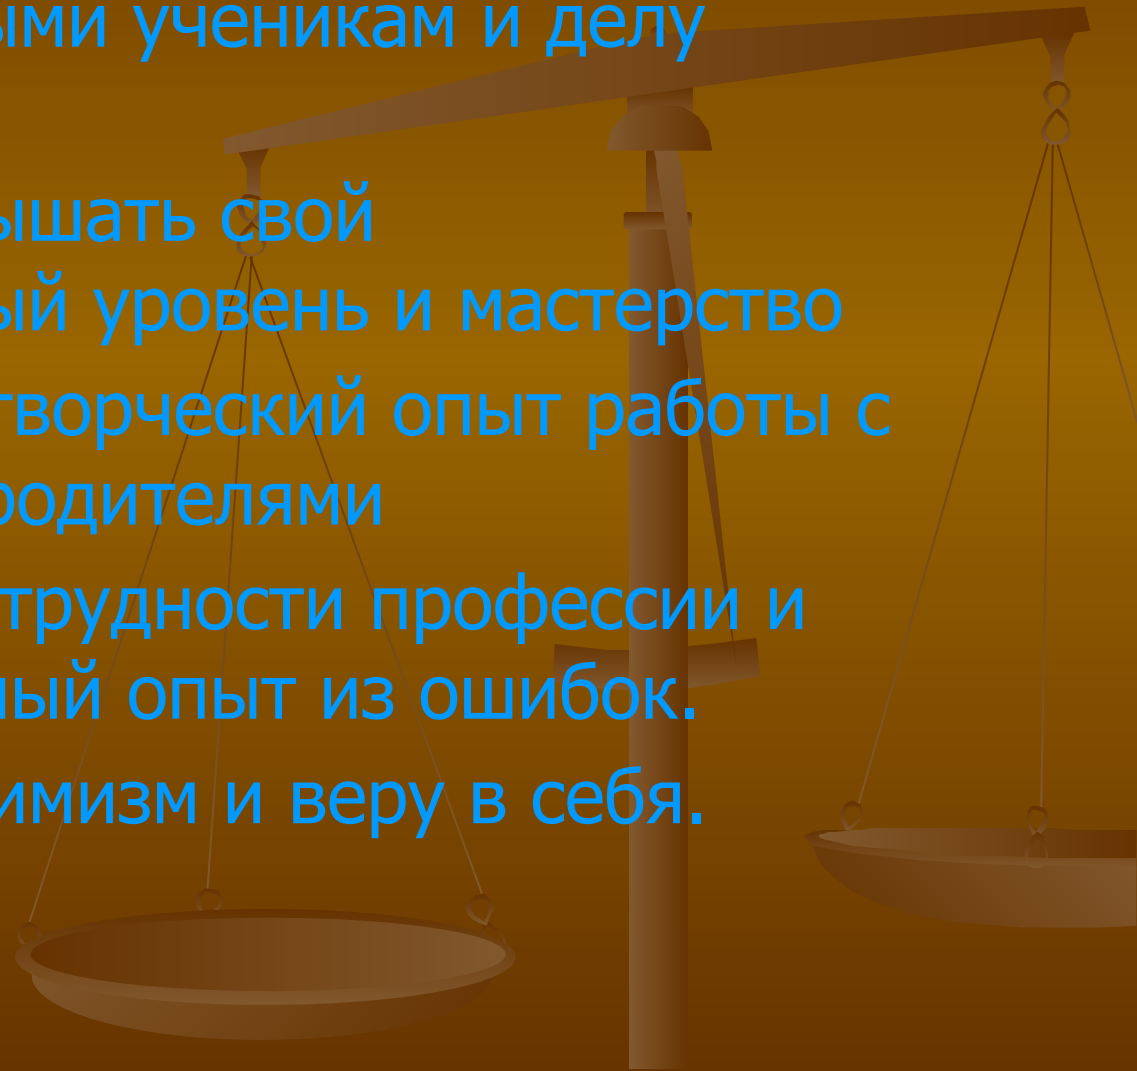 ыми ученикам и делу
ышать свой
ый уровень и мастерство
творческий опыт работы с
родителями
трудности профессии и
ный опыт из ошибок.
имизм и веру в себя.